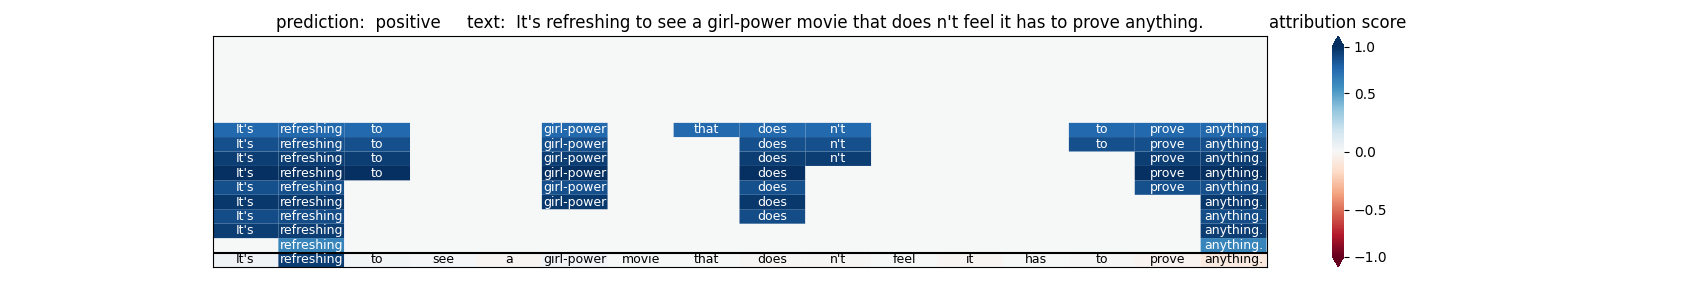 prediction:  positive     text:  It's refreshing to see a girl-power movie that does n't feel it has to prove anything.
attribution score
It's refreshing to girl-power that does n't to prove anything.
It's refreshing to girl-power does n't to prove anything.
It's refreshing to girl-power does n't prove anything.
It's refreshing to girl-power does prove anything.
It's refreshing girl-power does prove anything.
It's refreshing girl-power does anything.
It's refreshing does anything.
It's refreshing anything.
refreshing anything.
It's refreshing to see a girl-power movie that does n't feel it has to prove anything.
1.0
0.5
0.0
−0.5
−1.0